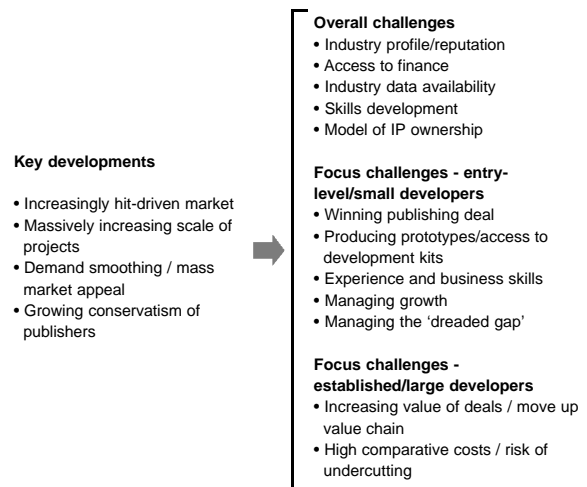 Key developments
• Increasingly hit-driven market
• Massively increasing scale of
projects
• Demand smoothing / mass
market appeal
• Growing conservatism of
publishers
Overall challenges
• Industry profile/reputation
• Access to finance
• Industry data availability
• Skills development
• Model of IP ownership
Focus challenges - entry-
level/small developers
• Winning publishing deal
• Producing prototypes/access to
development kits
• Experience and business skills
• Managing growth
• Managing the ‘dreaded gap’
Focus challenges -
established/large developers
• Increasing value of deals / move up
value chain
• High comparative costs / risk of
undercutting